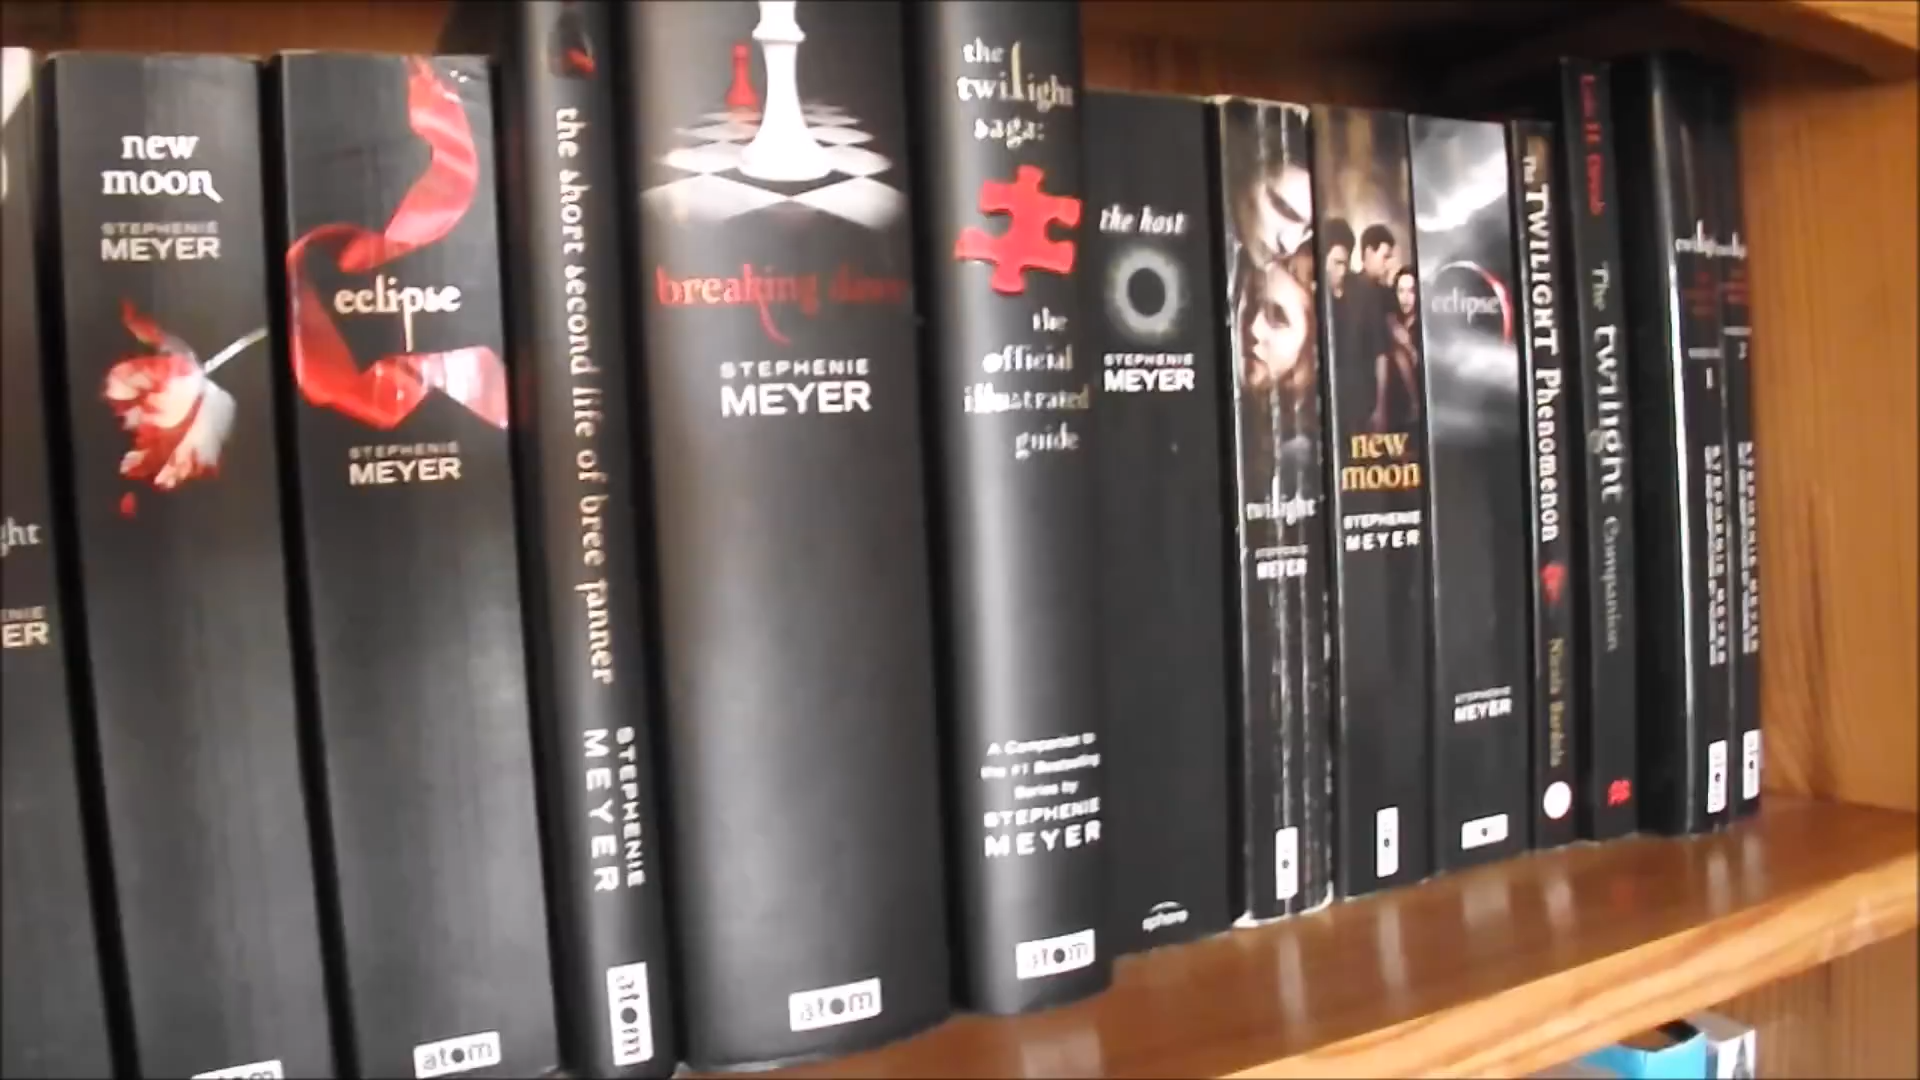 ght
ER
new
moon
STEPHENIE
MEYER
eclipse
STEPHENIE
MEYER
atom
the short second life of bree tanner
STEPHENIE
MEYER
atom
breaking dawn
STEPHENIE
MEYER
atom
the
twilight
saga:
the
official
illustrated
guide
A Companion to
the #1 Bestselling
Series by
STEPHENIE
MEYER
atom
the host
STEPHENIE
MEYER
sphere
twilight
STEPHENIE
MEYER
new
moon
STEPHENIE
MEYER
eclipse
STEPHENIE
MEYER
The TWILIGHT Phenomenon
The twilight Companion
twilight
1
2